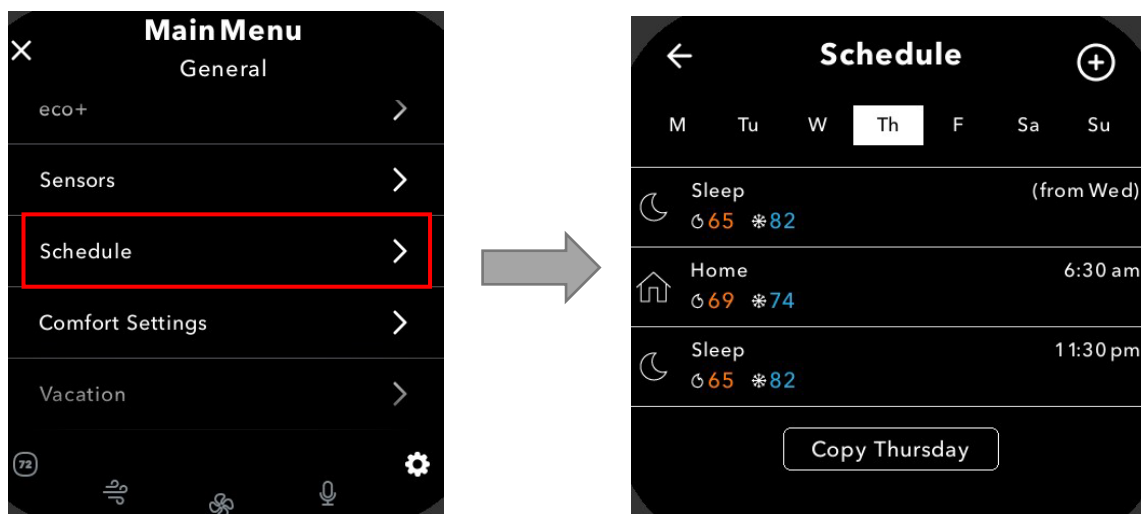 Main Menu
General
eco+
Sensors
Schedule
Comfort Settings
Vacation
72
Schedule
M Tu W Th F Sa Su
Sleep (from Wed)
65 82
Home 6:30 am
69 74
Sleep 11:30 pm
65 82
Copy Thursday